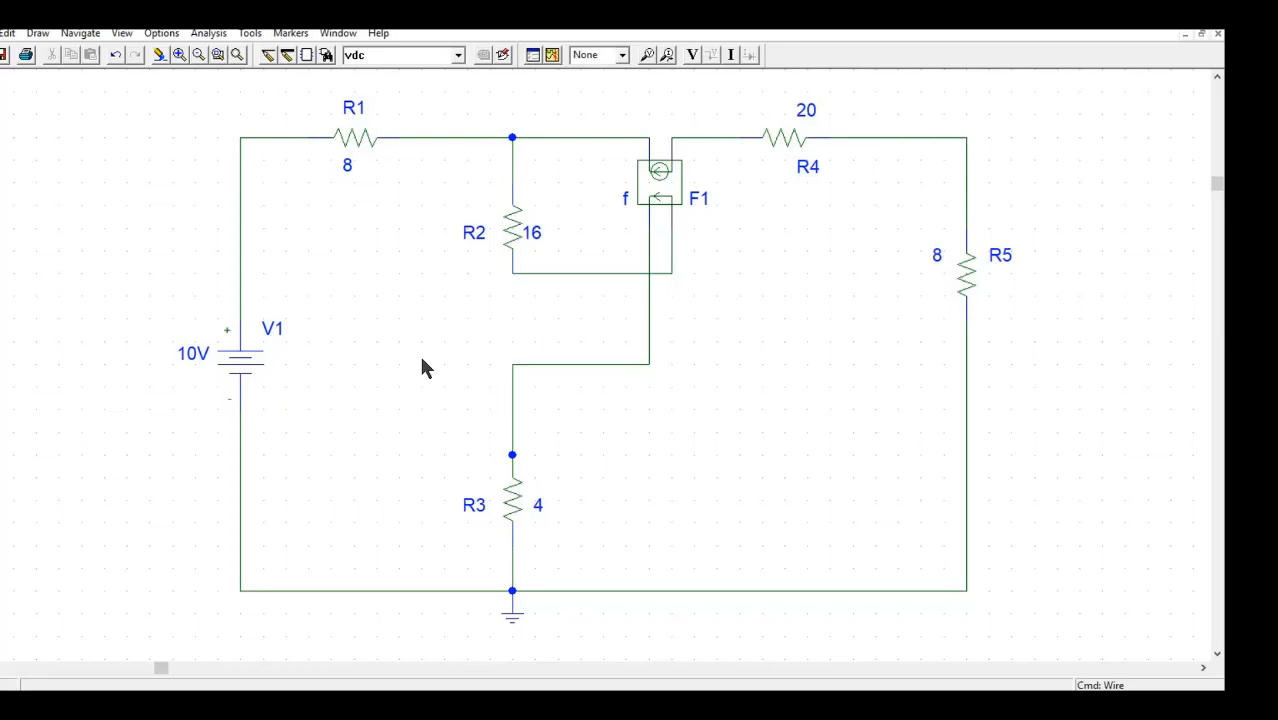 Edit Draw Navigate View Options Analysis Tools Markers Window Help
vdc None V I
R1
8
20
R4
f F1
R2 16
8 R5
V1
+
10V
-
R3 4
Cmd: Wire